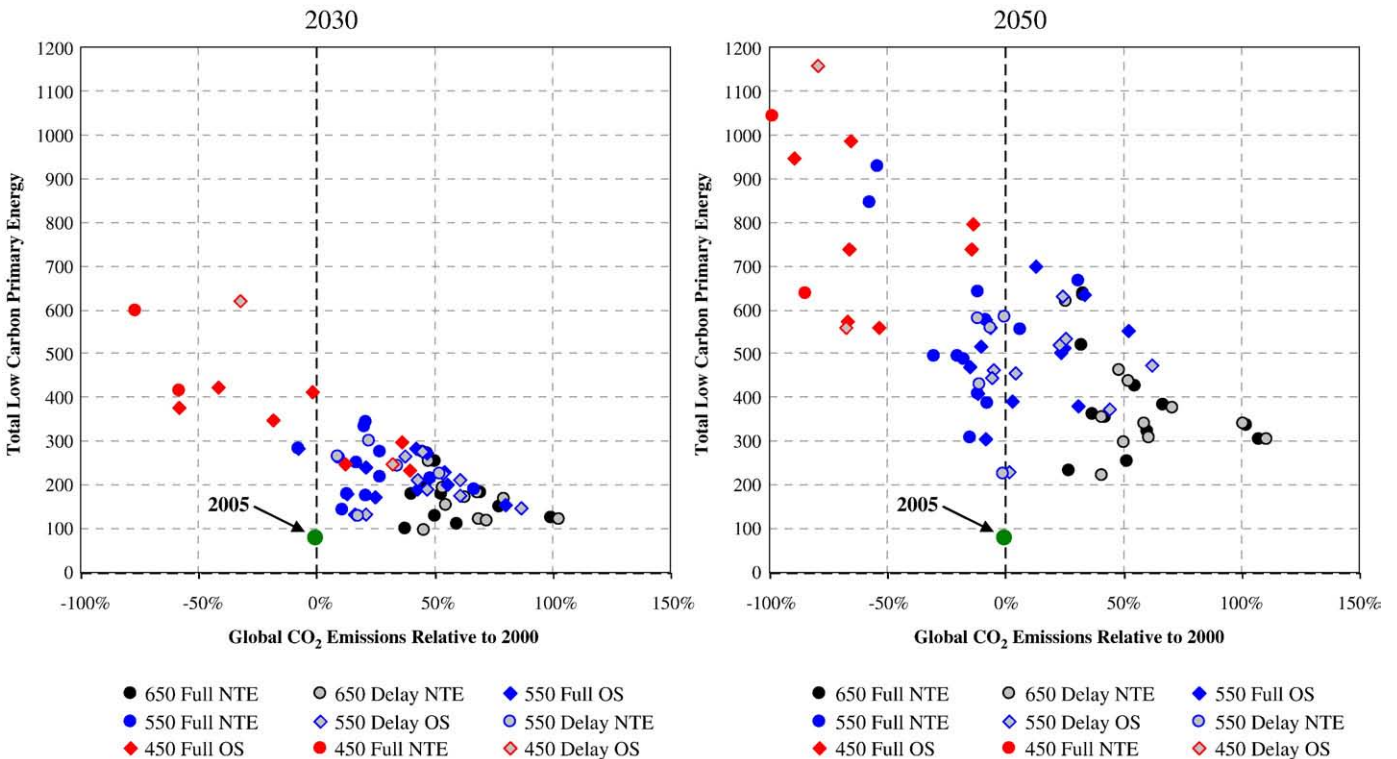 2030
Total Low Carbon Primary Energy
1200
1100
1000
900
800
700
600
500
400
300
200
100
0
2005
-100%
-50%
0%
50%
100%
150%
Global CO₂ Emissions Relative to 2000
650 Full NTE
650 Delay NTE
550 Full OS
550 Full NTE
550 Delay OS
550 Delay NTE
450 Full OS
450 Full NTE
450 Delay OS
2050
Total Low Carbon Primary Energy
1200
1100
1000
900
800
700
600
500
400
300
200
100
0
2005
-100%
-50%
0%
50%
100%
150%
Global CO₂ Emissions Relative to 2000
650 Full NTE
650 Delay NTE
550 Full OS
550 Full NTE
550 Delay OS
550 Delay NTE
450 Full OS
450 Full NTE
450 Delay OS